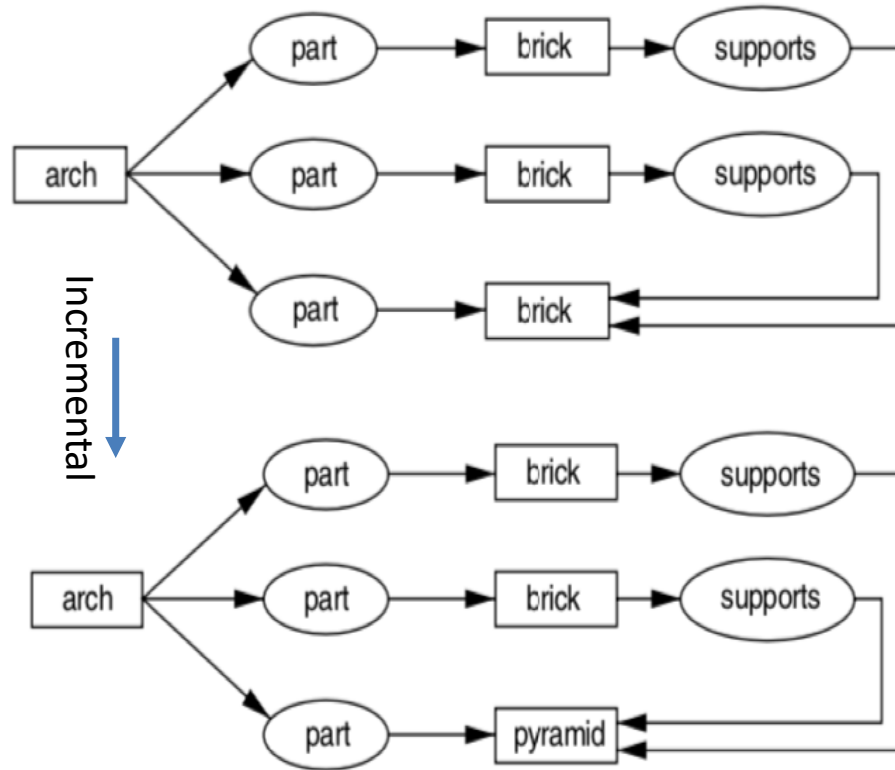 part
brick
supports
arch
part
brick
supports
part
brick
Incremental
part
brick
supports
arch
part
brick
supports
part
pyramid